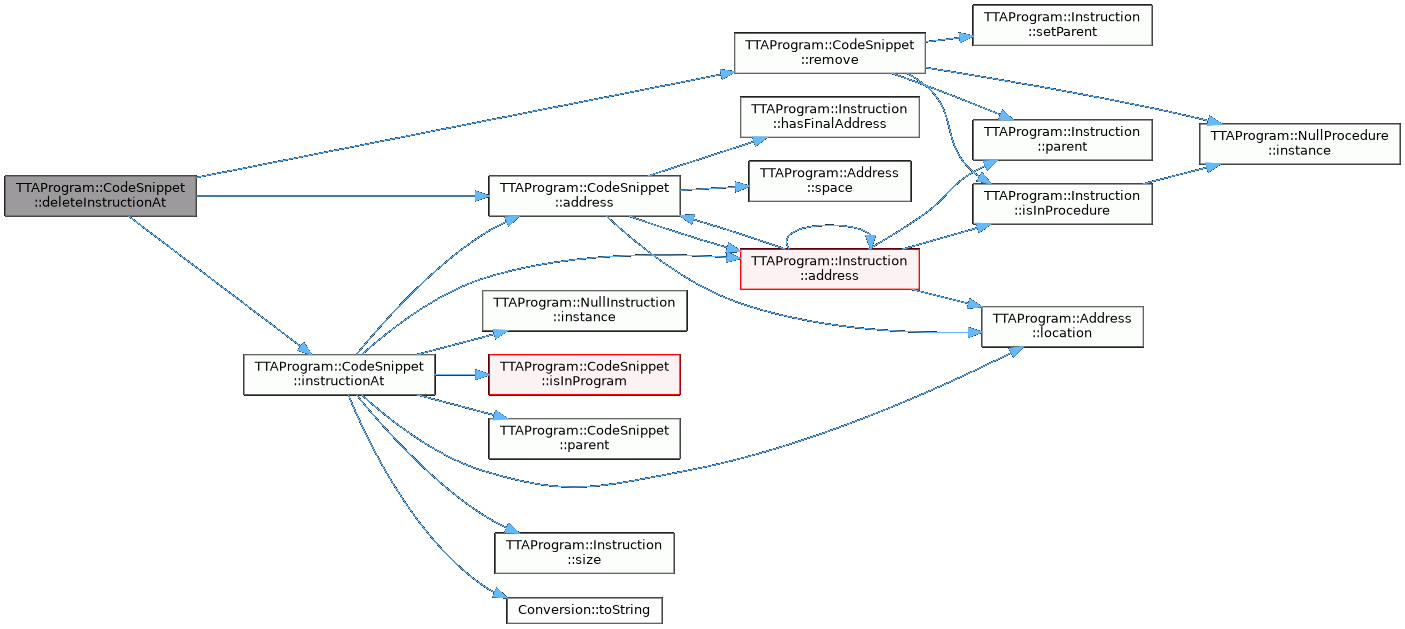 TTAProgram::CodeSnippet
::deleteInstructionAt
TTAProgram::CodeSnippet
::remove
TTAProgram::Instruction
::setParent
TTAProgram::Instruction
::hasFinalAddress
TTAProgram::Instruction
::parent
TTAProgram::NullProcedure
::instance
TTAProgram::CodeSnippet
::address
TTAProgram::Address
::space
TTAProgram::Instruction
::isInProcedure
TTAProgram::Instruction
::address
TTAProgram::NullInstruction
::instance
TTAProgram::Address
::location
TTAProgram::CodeSnippet
::instructionAt
TTAProgram::CodeSnippet
::isInProgram
TTAProgram::CodeSnippet
::parent
TTAProgram::Instruction
::size
Conversion::toString